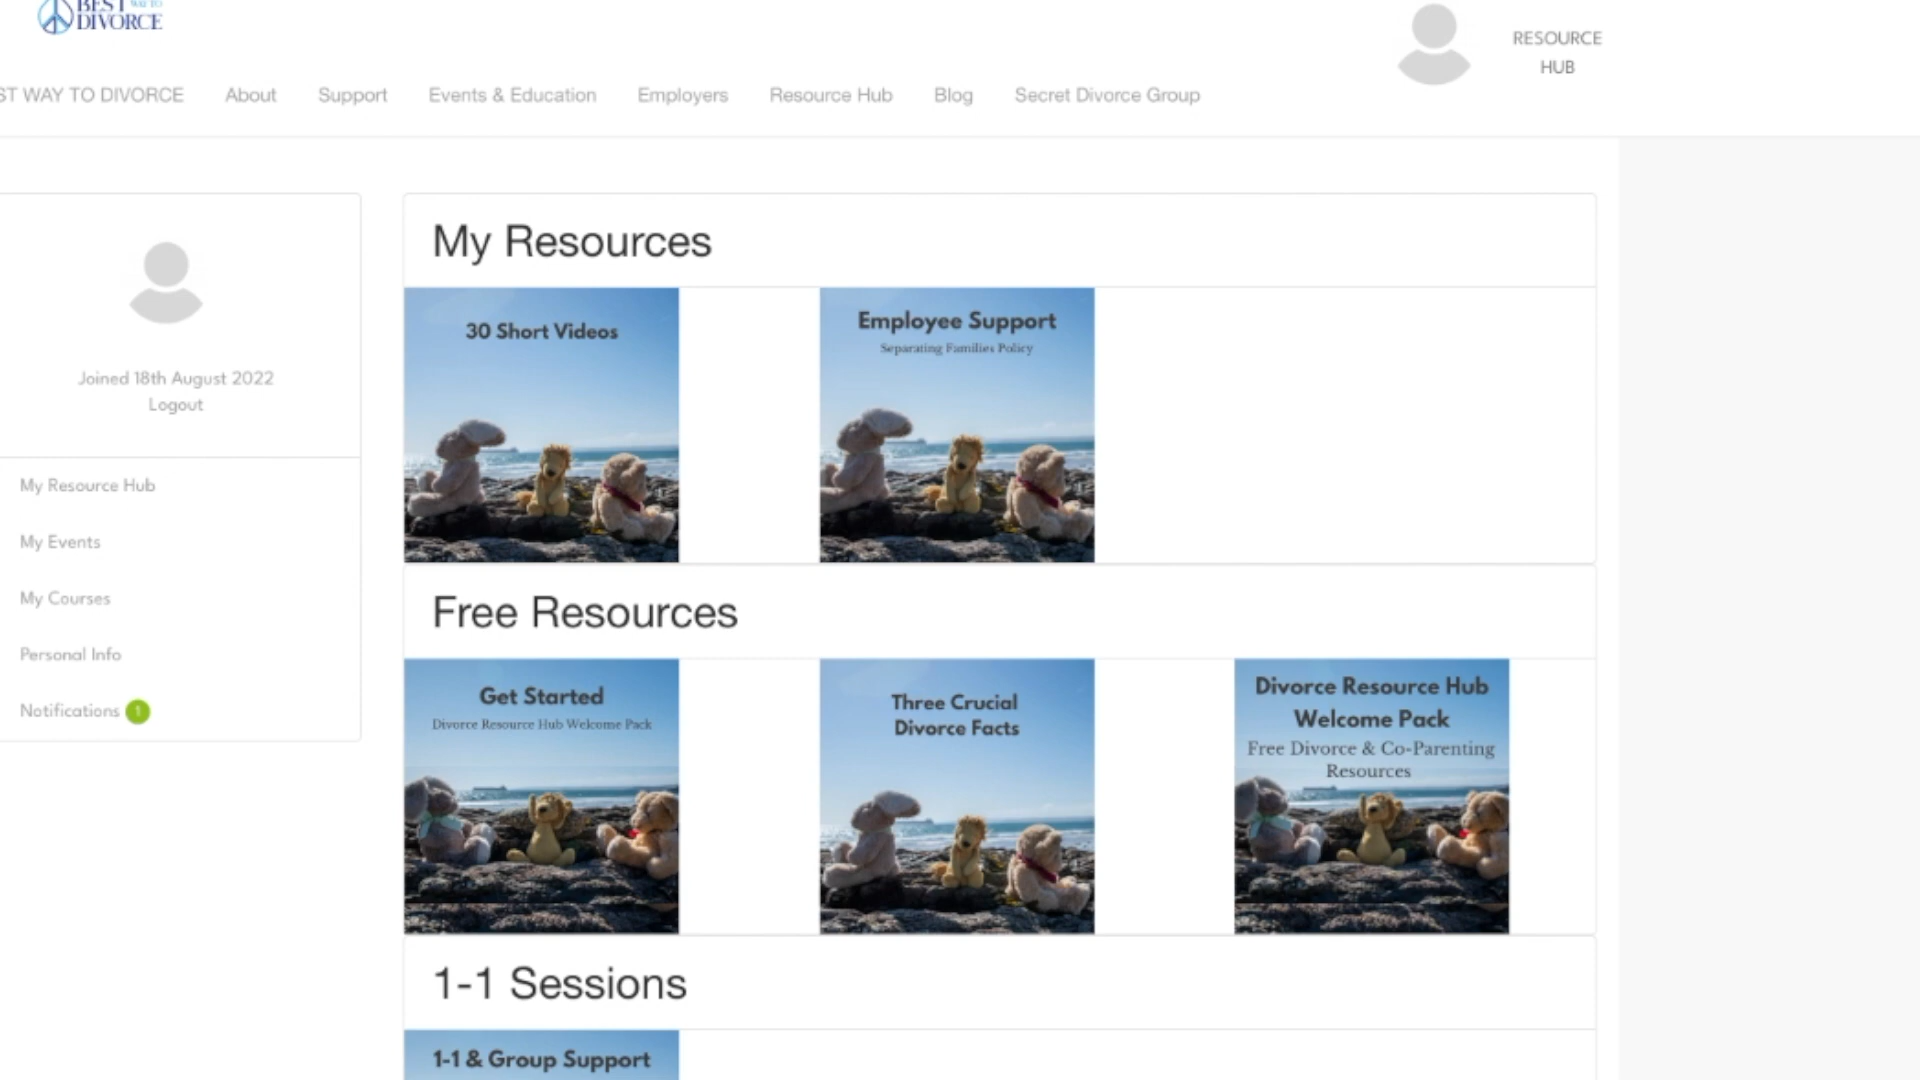 BEST WAY TO
DIVORCE
RESOURCE
HUB
ST WAY TO DIVORCE About Support Events & Education Employers Resource Hub Blog Secret Divorce Group
Joined 18th August 2022
Logout
My Resource Hub
My Events
My Courses
Personal Info
Notifications 1
My Resources
30 Short Videos
Employee Support
Separating Families Policy
Free Resources
Get Started
Divorce Resource Hub Welcome Pack
Three Crucial
Divorce Facts
Divorce Resource Hub
Welcome Pack
Free Divorce & Co-Parenting
Resources
1-1 Sessions
1-1 & Group Support